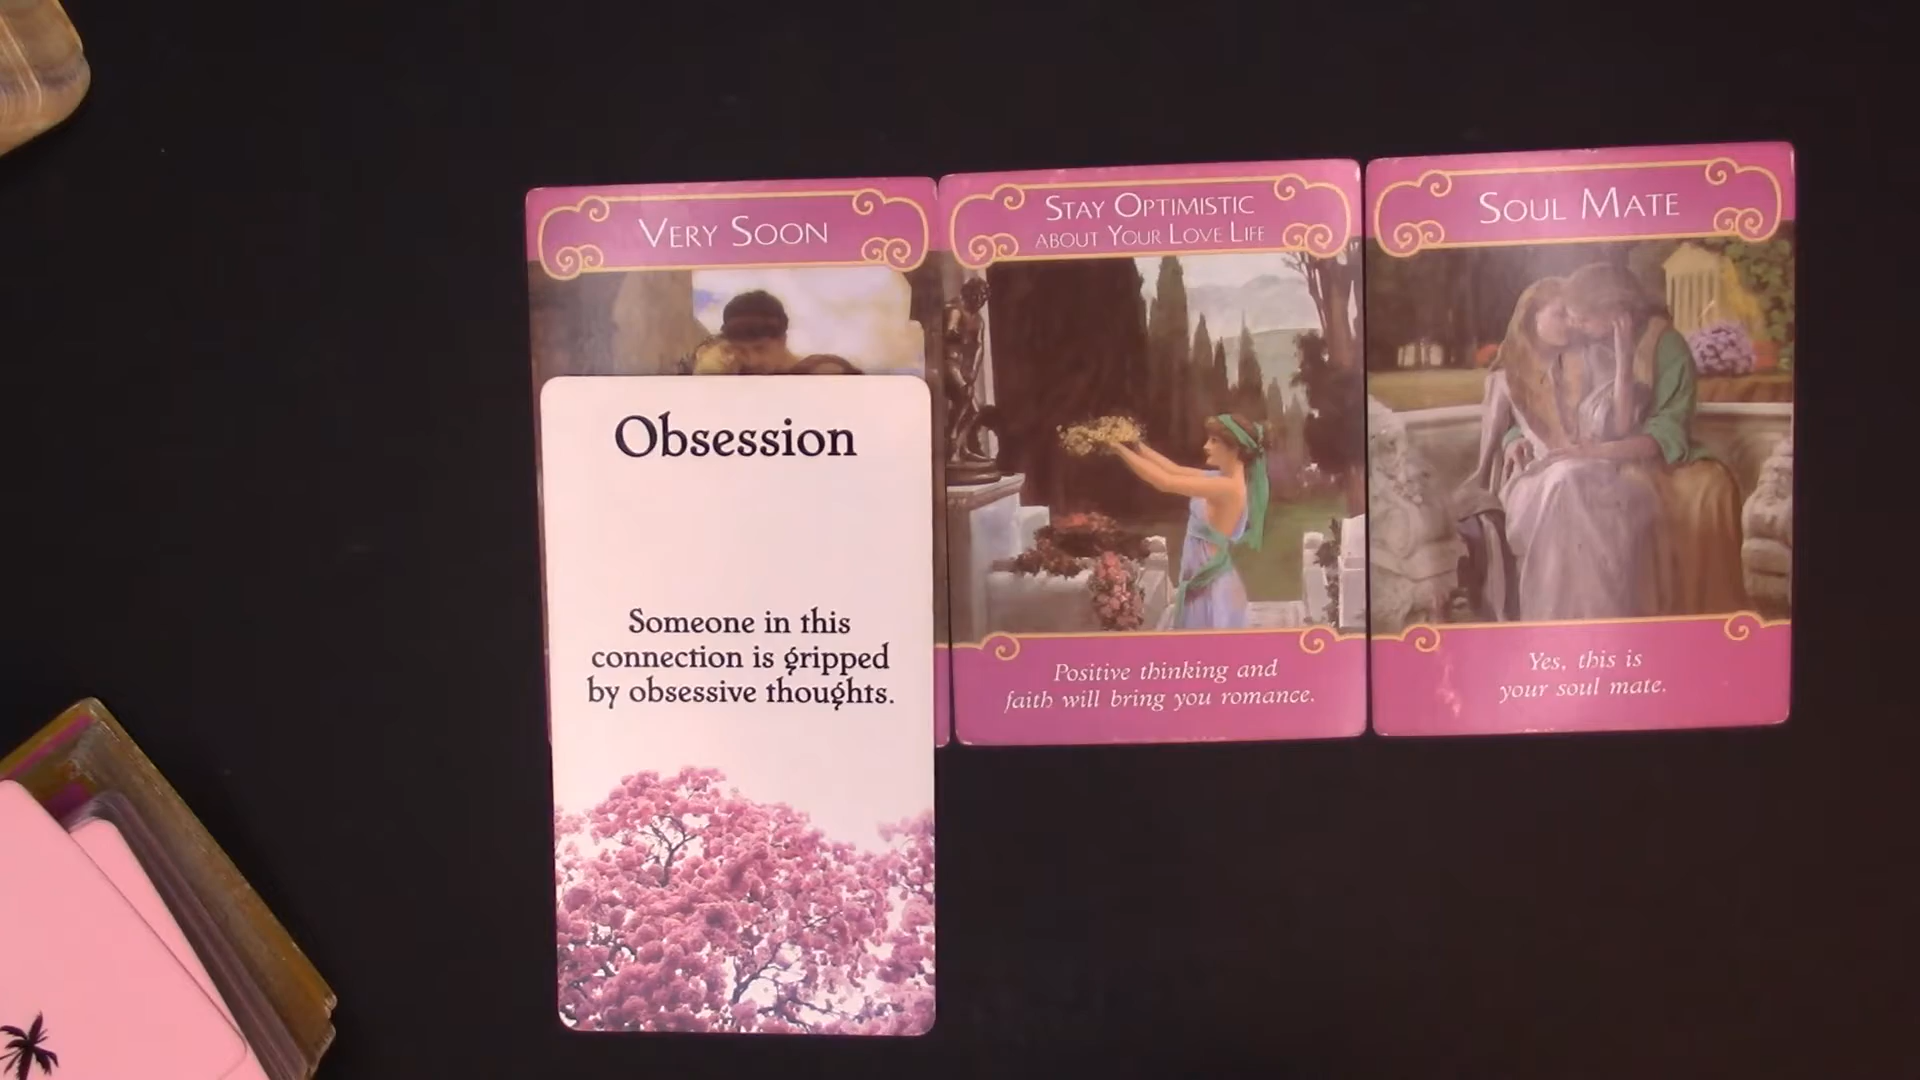 Very Soon
Stay Optimistic
about Your Love Life
Soul Mate
Obsession
Someone in this
connection is gripped
by obsessive thoughts.
Positive thinking and
faith will bring you romance.
Yes, this is
your soul mate.